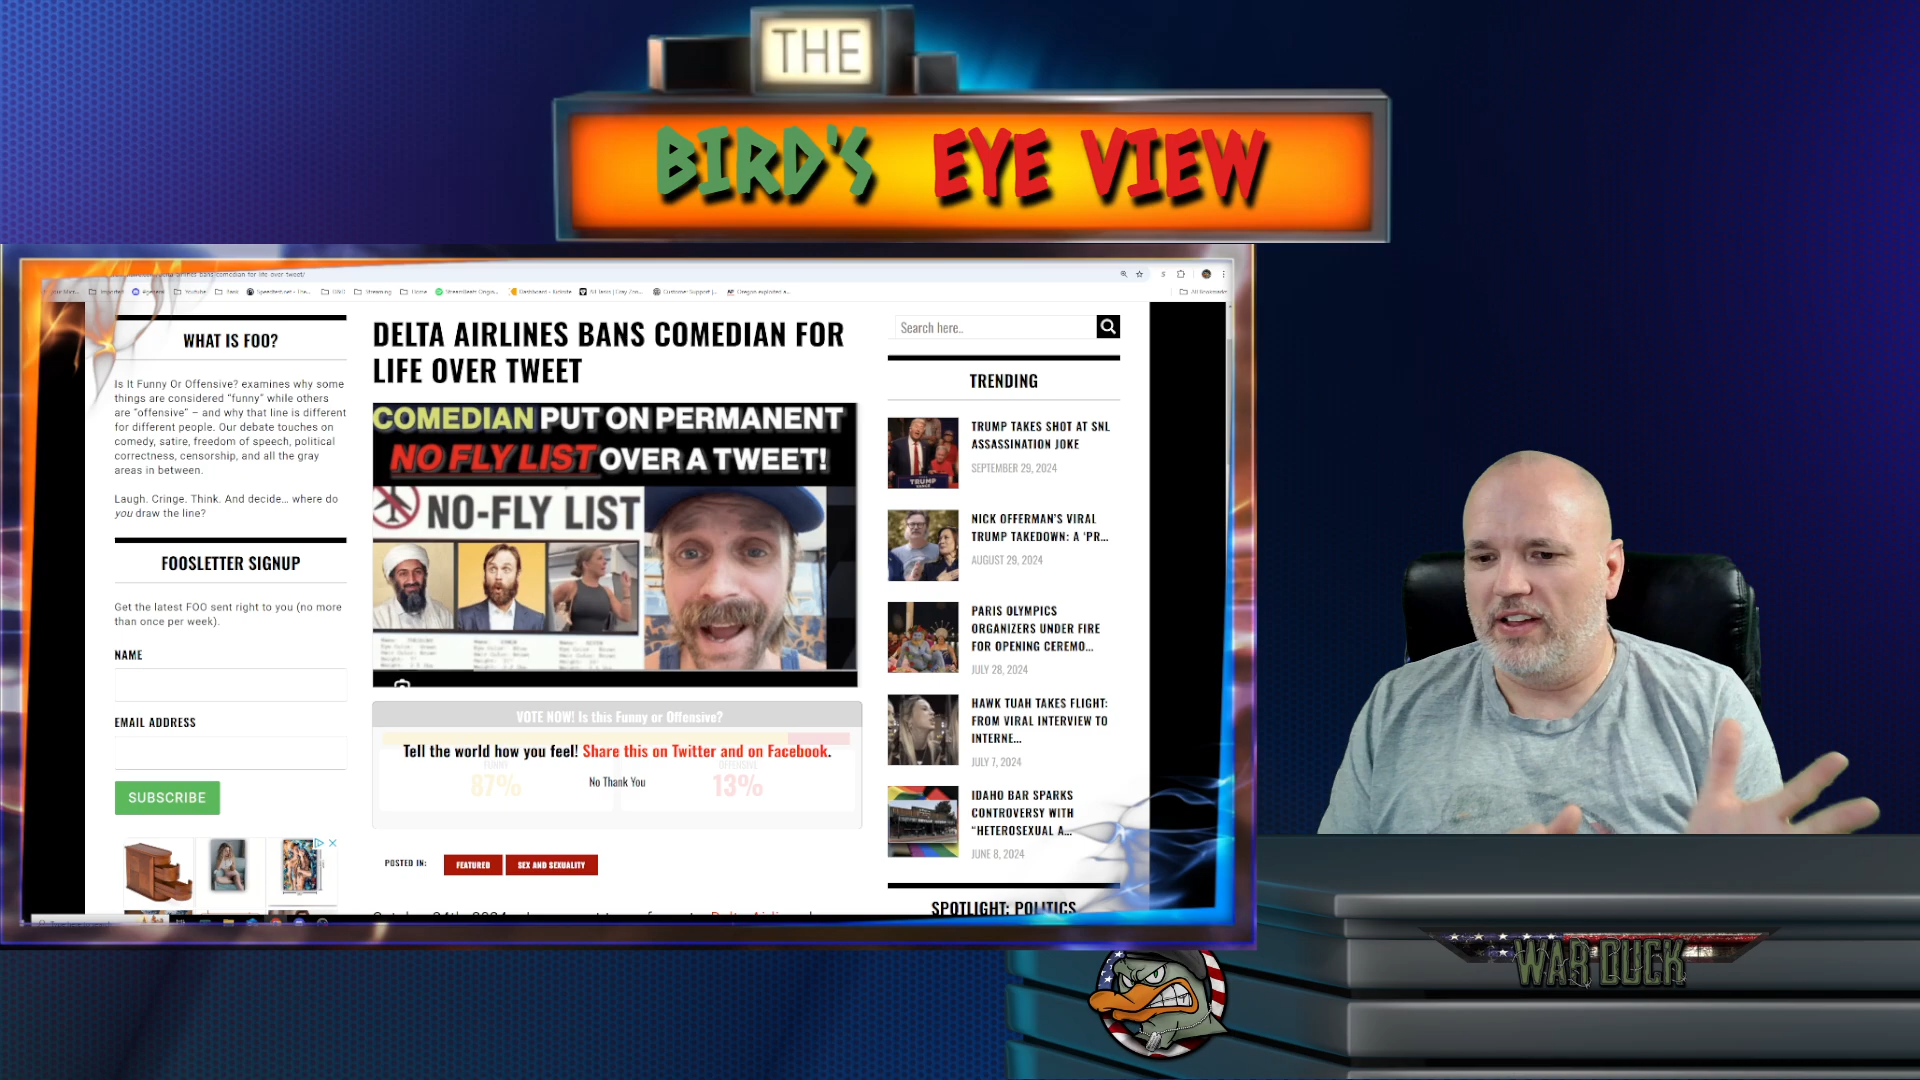 THE
BIRD'S EYE VIEW
WHAT IS FOO?
Is It Funny Or Offensive? examines why some
things are considered "funny" while others
are "offensive" – and why that line is different
for different people. Our debate touches on
comedy, satire, freedom of speech, political
correctness, censorship, and all the gray
areas in between.
Laugh. Cringe. Think. And decide... where do
you draw the line?
FOOSLETTER SIGNUP
Get the latest FOO sent right to you (no more
than once per week).
NAME
EMAIL ADDRESS
SUBSCRIBE
DELTA AIRLINES BANS COMEDIAN FOR
LIFE OVER TWEET
COMEDIAN PUT ON PERMANENT
NO FLY LIST OVER A TWEET!
NO-FLY LIST
VOTE NOW! Is this Funny or Offensive?
Tell the world how you feel! Share this on Twitter and on Facebook.
FUNNY
OFFENSIVE
87%
13%
No Thank You
POSTED IN:
FEATURED
SEX AND SEXUALITY
Search here..
TRENDING
TRUMP TAKES SHOT AT SNL
ASSASSINATION JOKE
SEPTEMBER 29, 2024
NICK OFFERMAN'S VIRAL
TRUMP TAKEDOWN: A 'PR...
AUGUST 29, 2024
PARIS OLYMPICS
ORGANIZERS UNDER FIRE
FOR OPENING CEREMO...
JULY 28, 2024
HAWK TUAH TAKES FLIGHT:
FROM VIRAL INTERVIEW TO
INTERNE...
JULY 7, 2024
IDAHO BAR SPARKS
CONTROVERSY WITH
"HETEROSEXUAL A...
JUNE 8, 2024
SPOTLIGHT: POLITICS
WAR DUCK